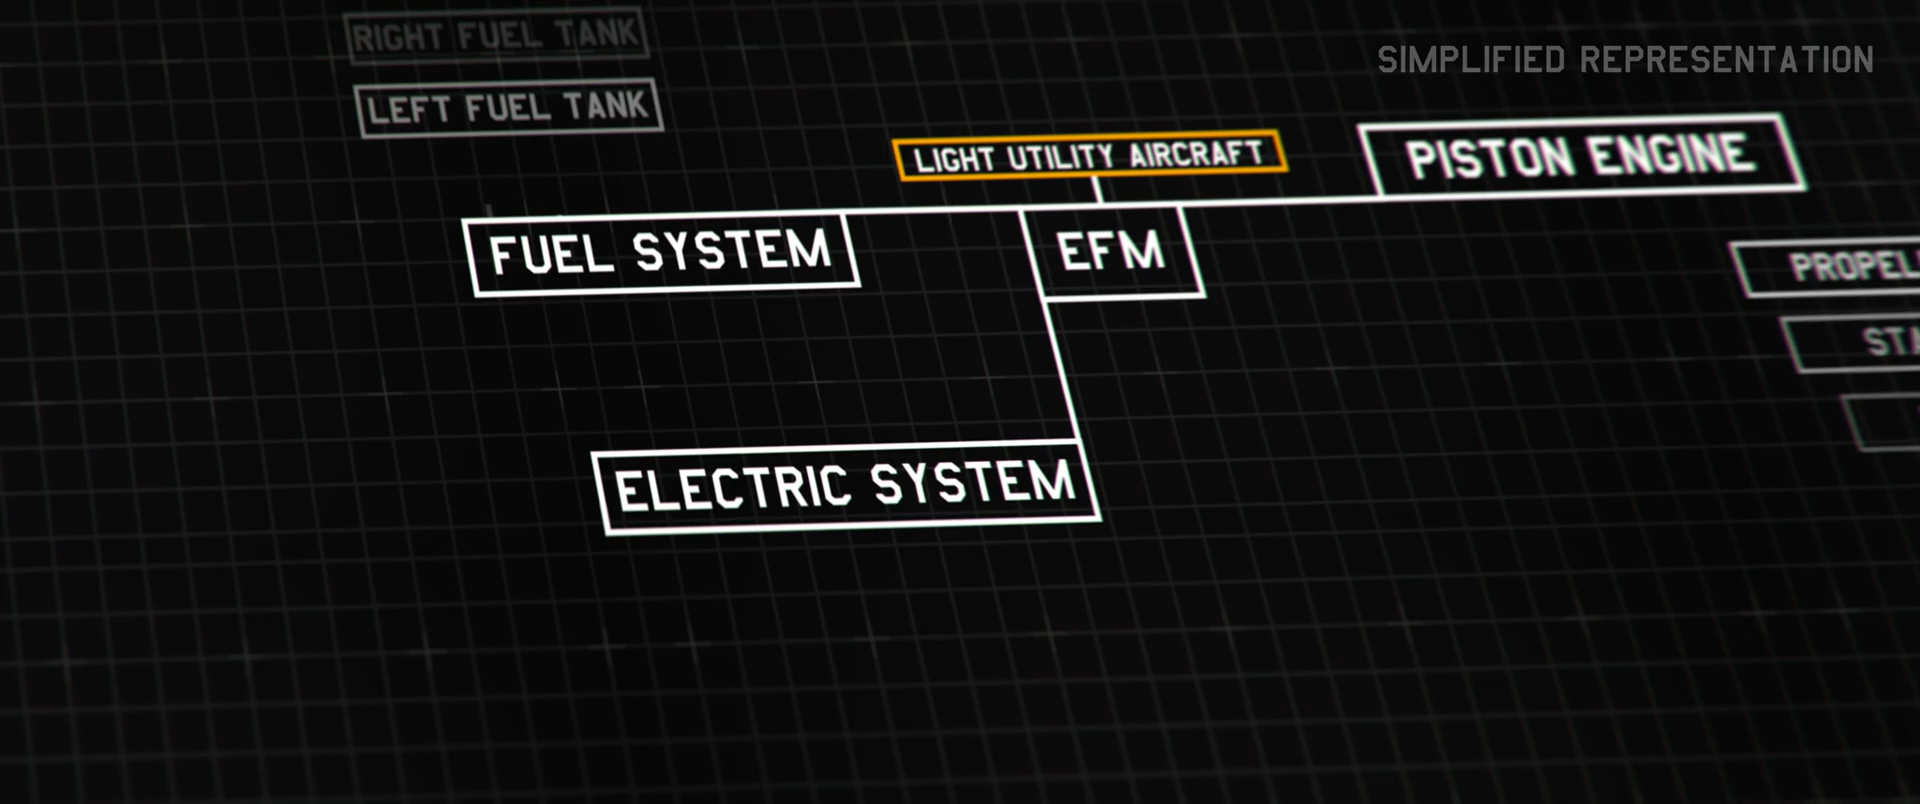 RIGHT FUEL TANK
SIMPLIFIED REPRESENTATION
LEFT FUEL TANK
LIGHT UTILITY AIRCRAFT
PISTON ENGINE
FUEL SYSTEM
EFM
ELECTRIC SYSTEM